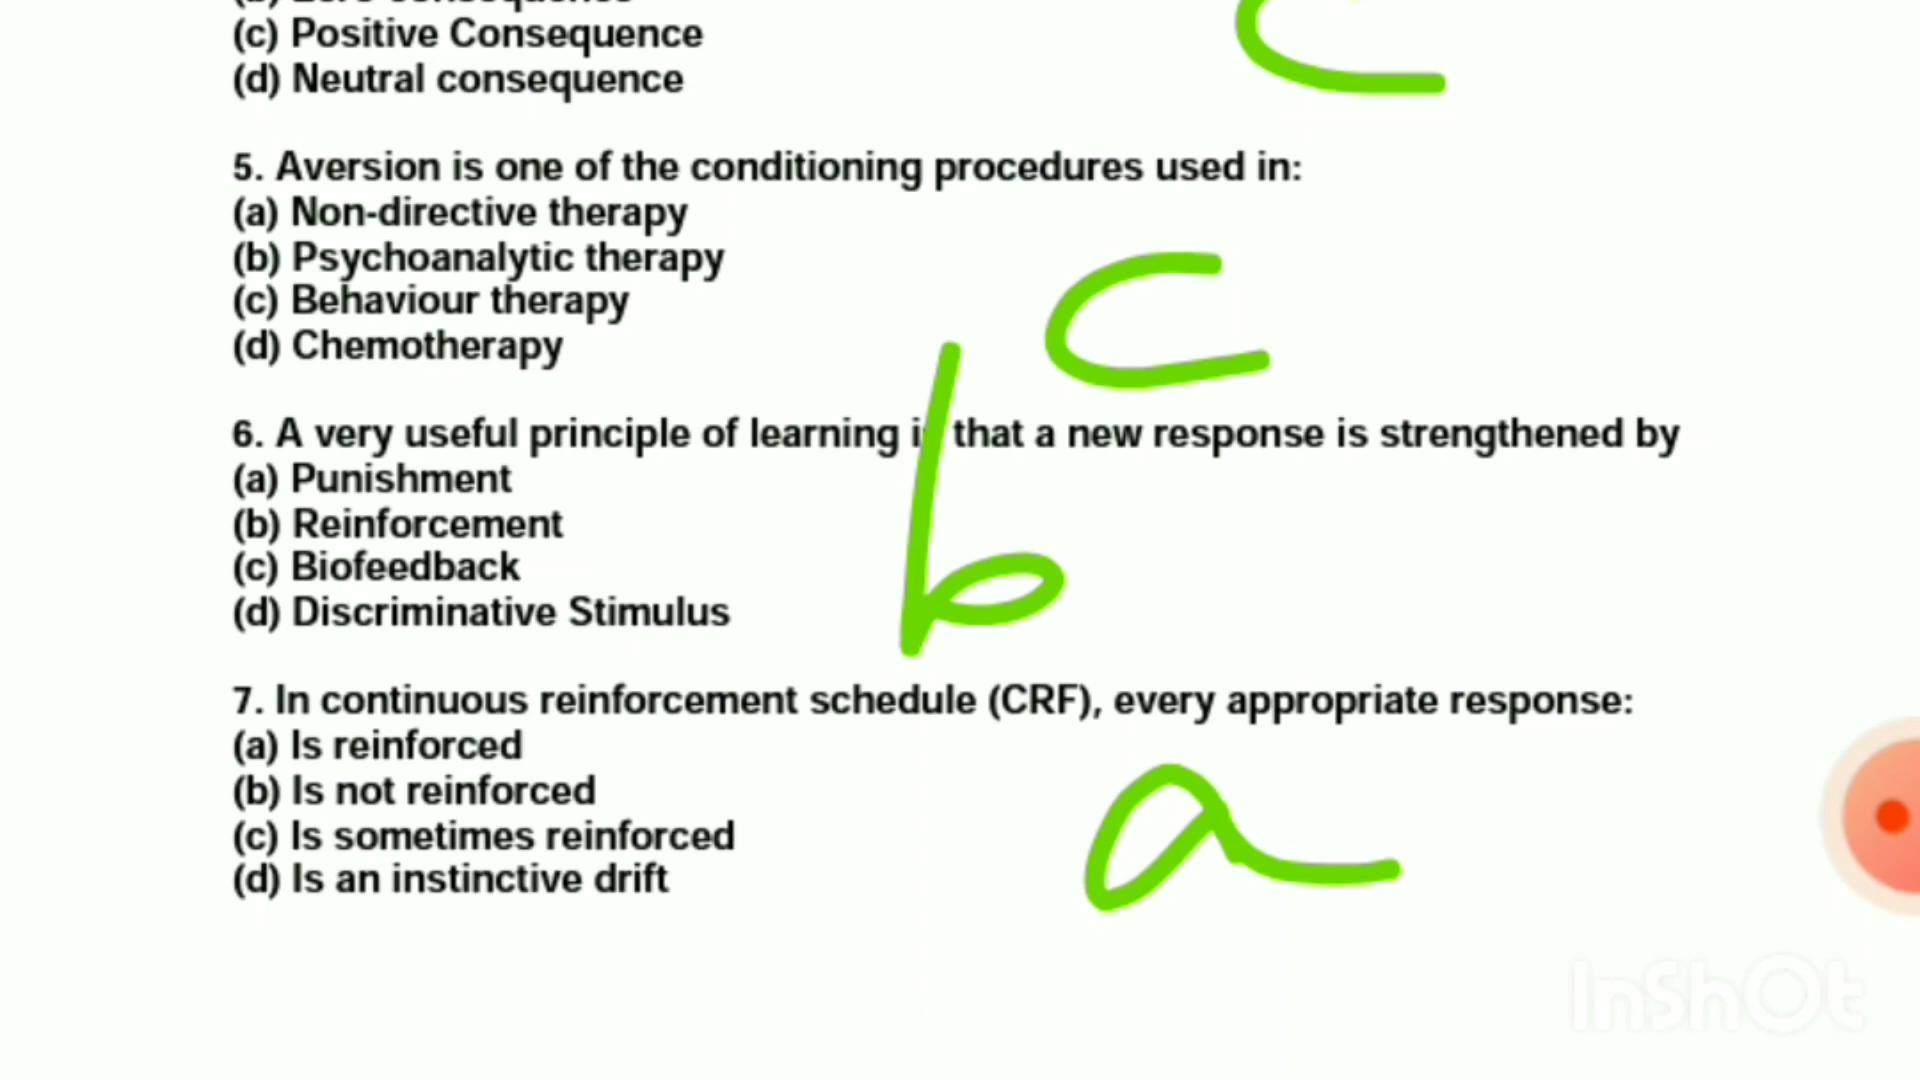 (c) Positive Consequence
(d) Neutral consequence
c
5. Aversion is one of the conditioning procedures used in:
(a) Non-directive therapy
(b) Psychoanalytic therapy
(c) Behaviour therapy
(d) Chemotherapy
c
6. A very useful principle of learning is that a new response is strengthened by
(a) Punishment
(b) Reinforcement
(c) Biofeedback
(d) Discriminative Stimulus
b
7. In continuous reinforcement schedule (CRF), every appropriate response:
(a) Is reinforced
(b) Is not reinforced
(c) Is sometimes reinforced
(d) Is an instinctive drift
a
InShOt